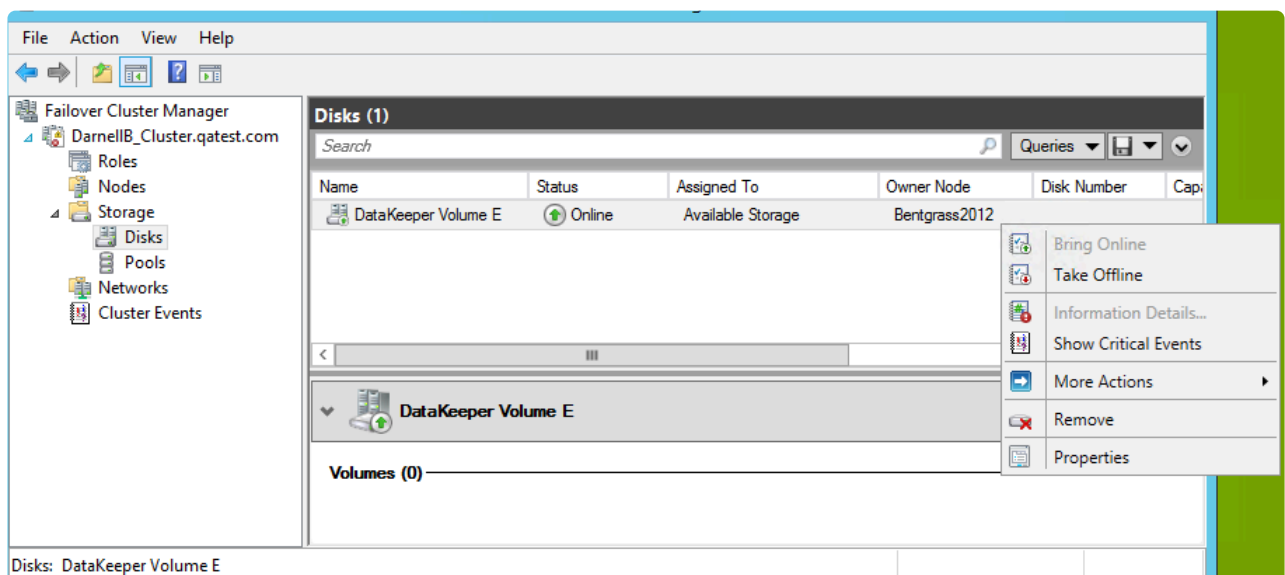 File Action View Help
Failover Cluster Manager
DarnellB_Cluster.qatest.com
Roles
Nodes
Storage
Disks
Pools
Networks
Cluster Events
Disks (1)
Search
Queries
Name Status Assigned To Owner Node Disk Number Capa
DataKeeper Volume E Online Available Storage Bentgrass2012
Bring Online
Take Offline
Information Details...
Show Critical Events
More Actions
Remove
Properties
DataKeeper Volume E
Volumes (0)
Disks: DataKeeper Volume E